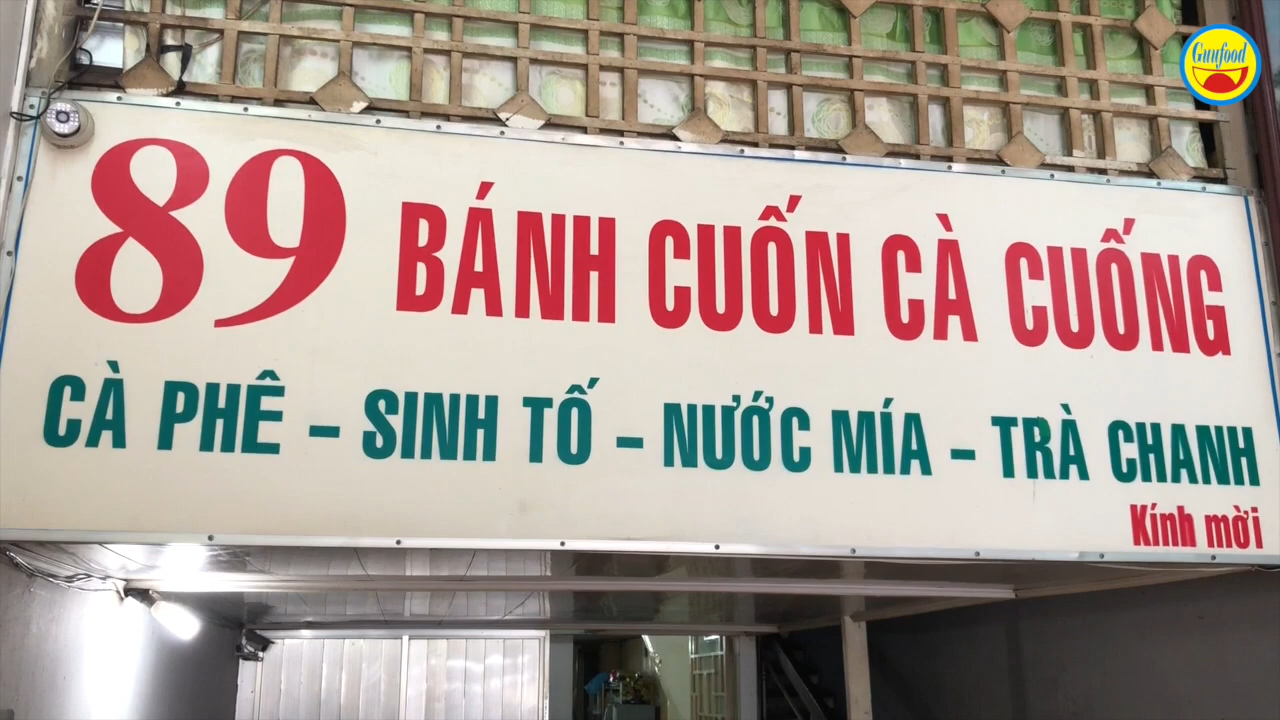 Gunfood
89 BÁNH CUỐN CÀ CUỐNG
CÀ PHÊ - SINH TỐ - NƯỚC MÍA - TRÀ CHANH
Kính mời